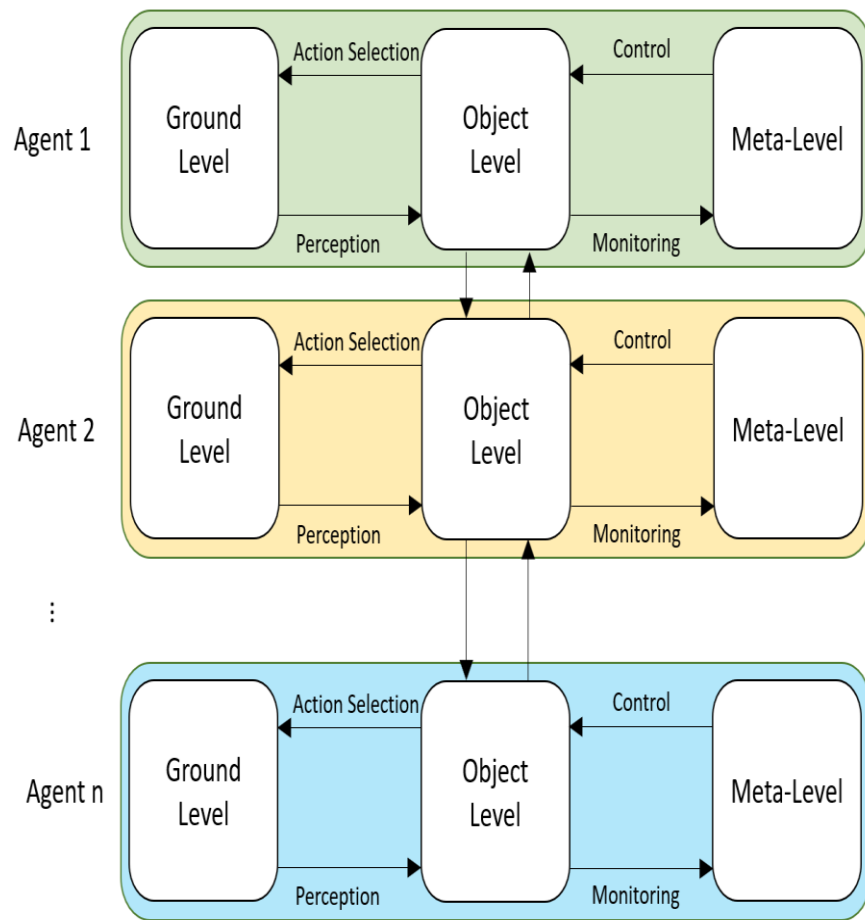 Action Selection
Control
Agent 1
Ground
Level
Object
Level
Meta-Level
Perception
Monitoring
Action Selection
Control
Agent 2
Ground
Level
Object
Level
Meta-Level
Perception
Monitoring
...
Action Selection
Control
Agent n
Ground
Level
Object
Level
Meta-Level
Perception
Monitoring